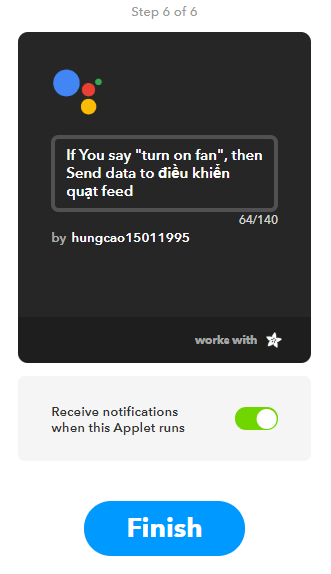 Step 6 of 6
If You say "turn on fan", then
Send data to điều khiển
quạt feed
64/140
by hungcao15011995
works with
Receive notifications
when this Applet runs
Finish